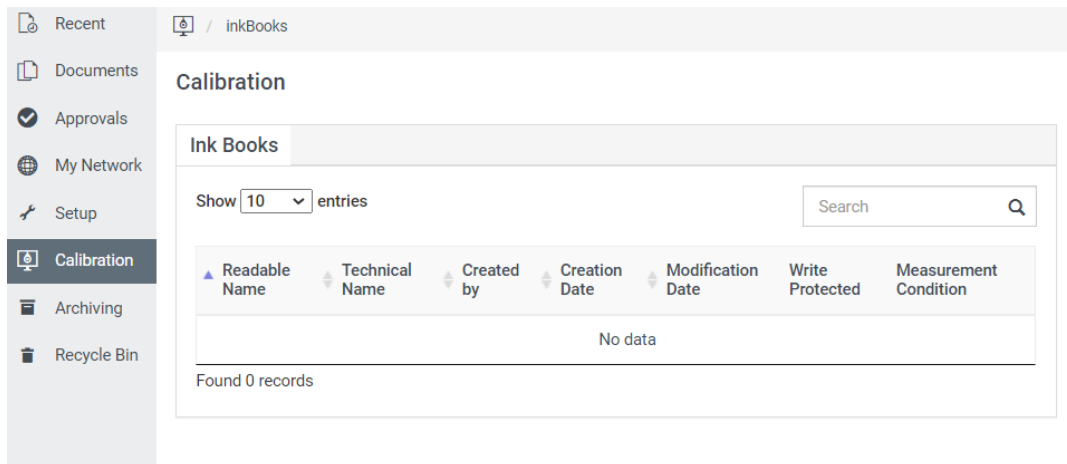 Recent
Documents
Approvals
My Network
Setup
Calibration
Archiving
Recycle Bin
/ inkBooks
Calibration
Ink Books
Show 10 entries
Search
Readable Name
Technical Name
Created by
Creation Date
Modification Date
Write Protected
Measurement Condition
No data
Found 0 records